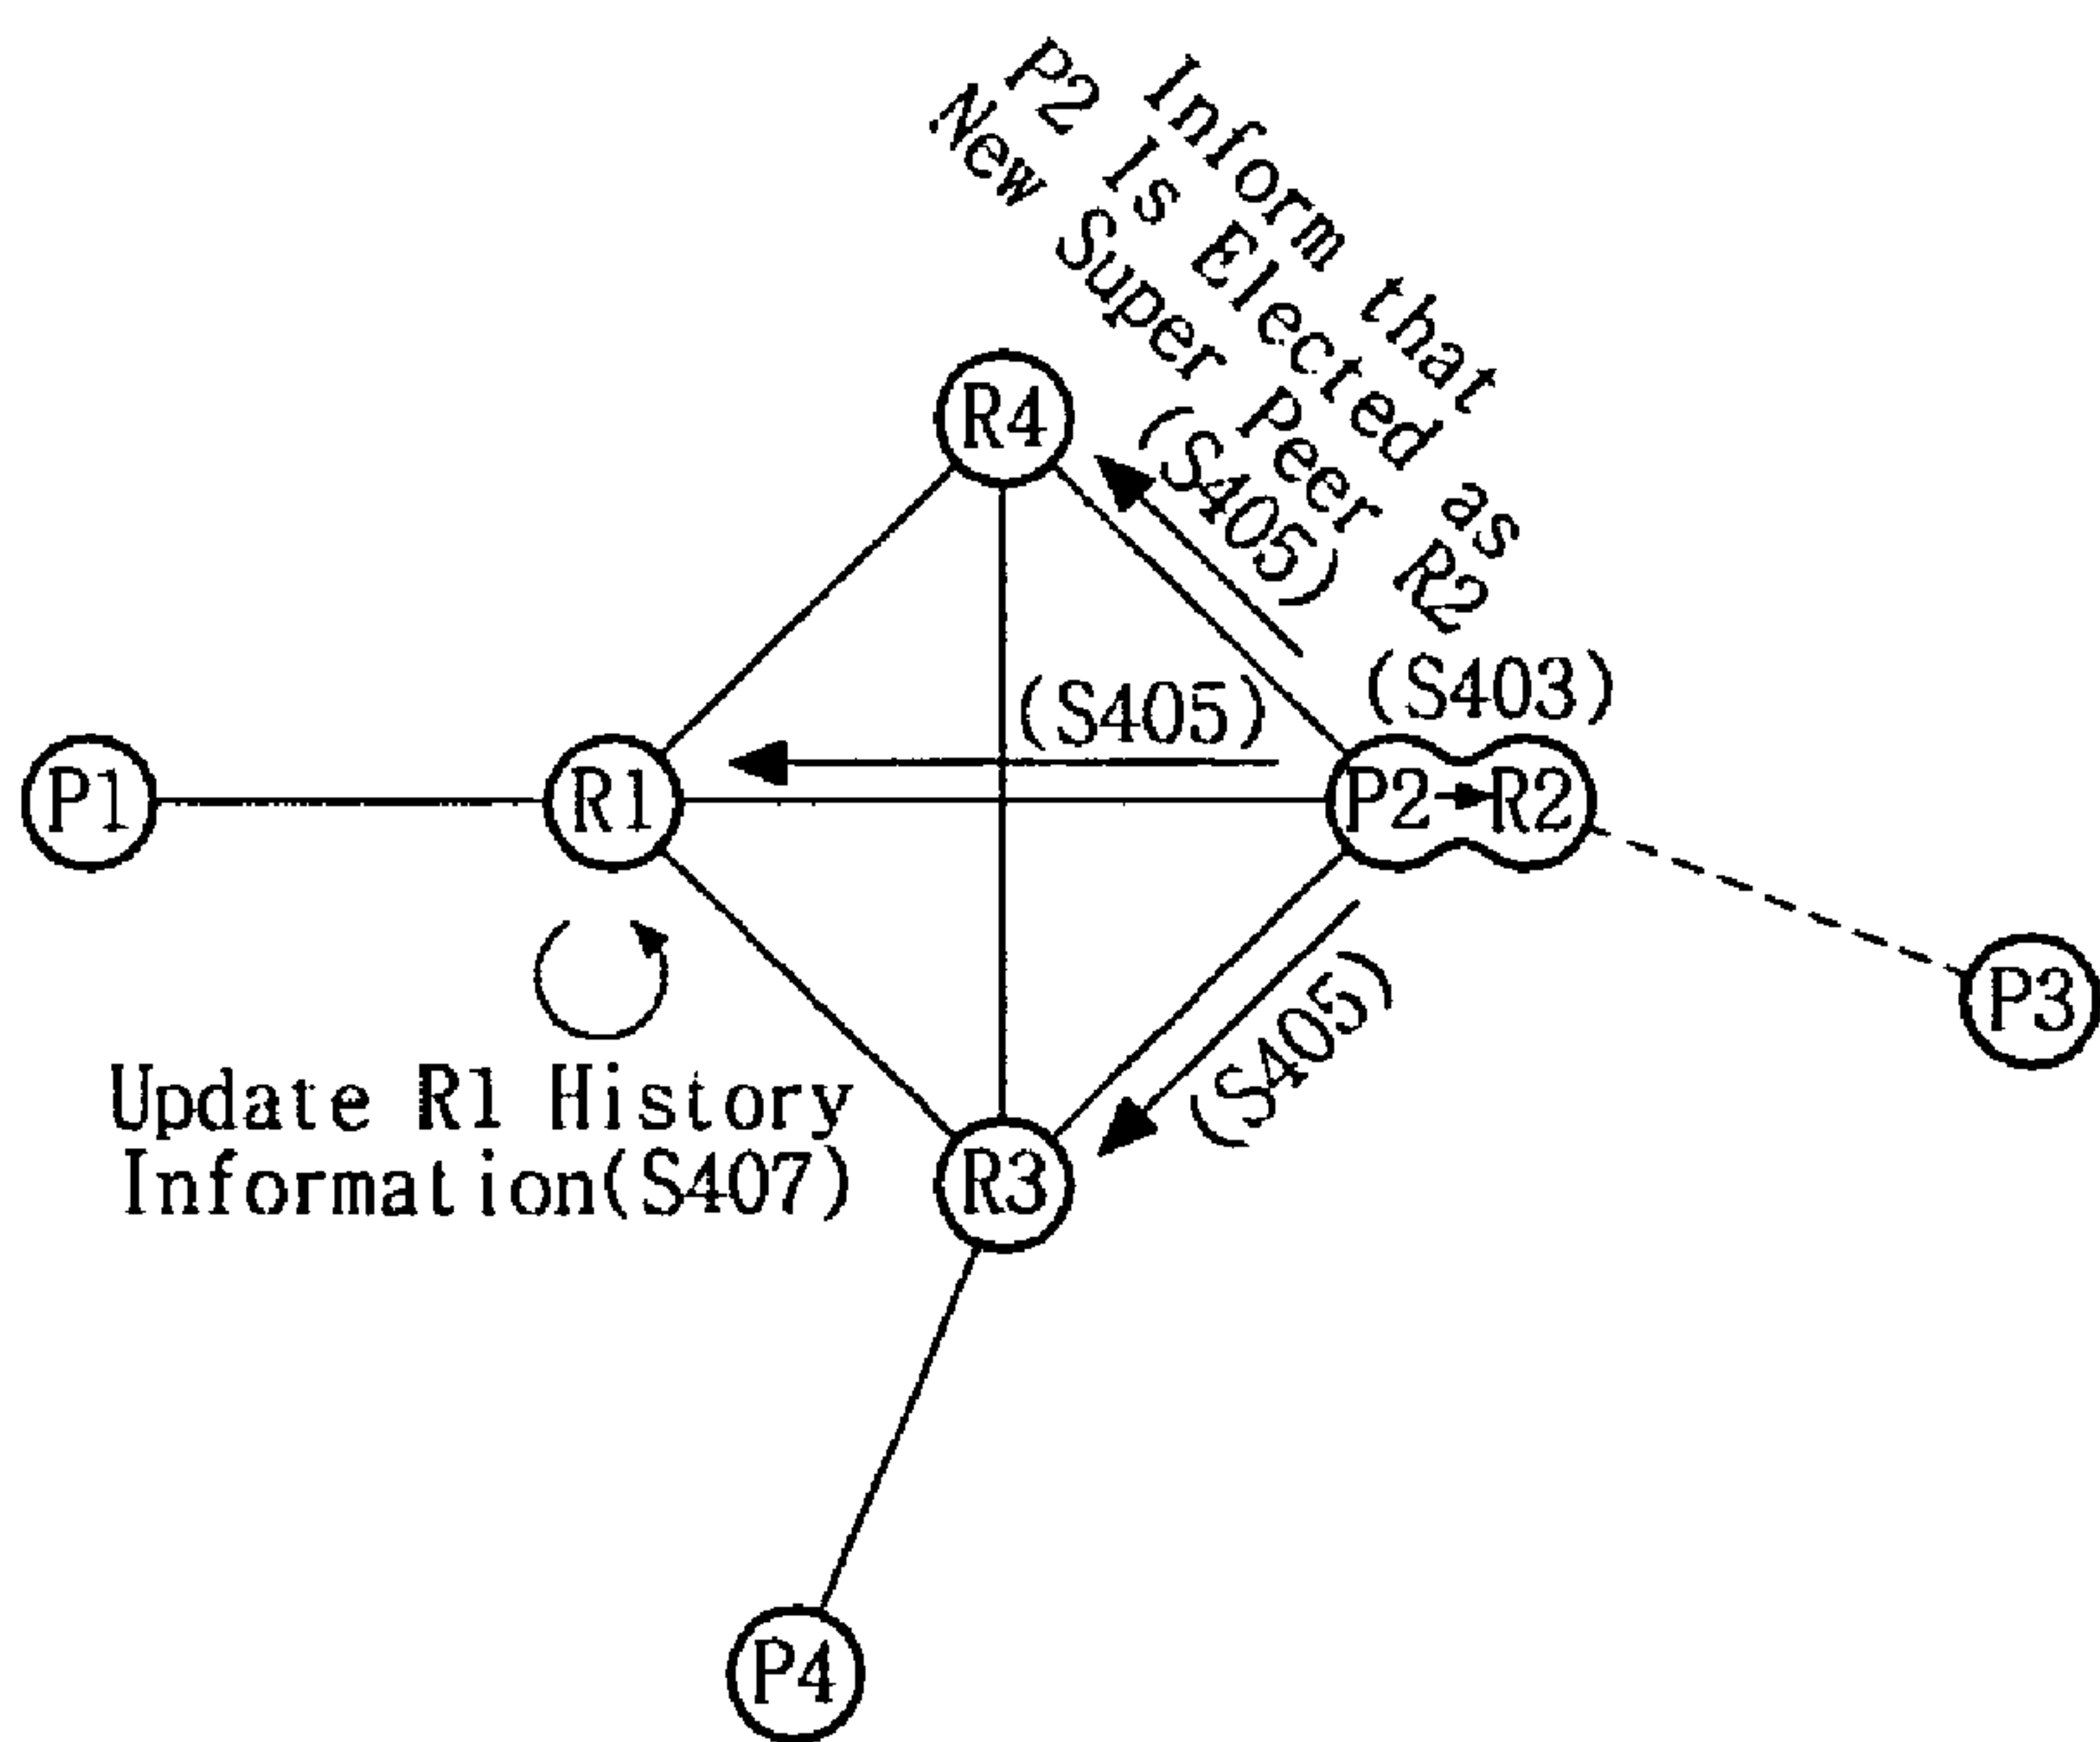 Inform that
P2 Is Elected as
New Super Peer R2
(S405)
R4
(S403)
(S405)
P1
R1
P2
R2
P3
(S405)
Update R1 History
Information(S407)
R3
P4